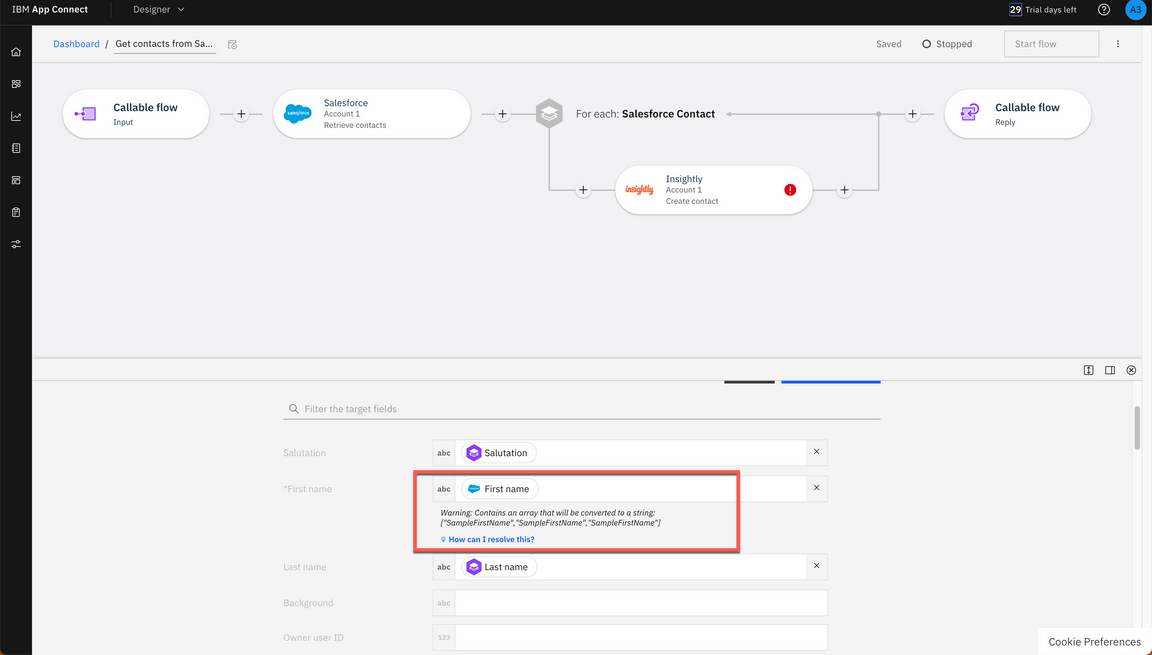 IBM App Connect
Designer
29 Trial days left
A3
Dashboard / Get contacts from Sa...
Saved
Stopped
Start flow
Callable flow
Input
salesforce
Salesforce
Account 1
Retrieve contacts
For each: Salesforce Contact
Callable flow
Reply
insightly
Insightly
Account 1
Create contact
Filter the target fields
Salutation
abc
Salutation
*First name
abc
First name
Warning: Contains an array that will be converted to a string:
["SampleFirstName","SampleFirstName","SampleFirstName"]
How can I resolve this?
Last name
abc
Last name
Background
abc
Owner user ID
123
Cookie Preferences